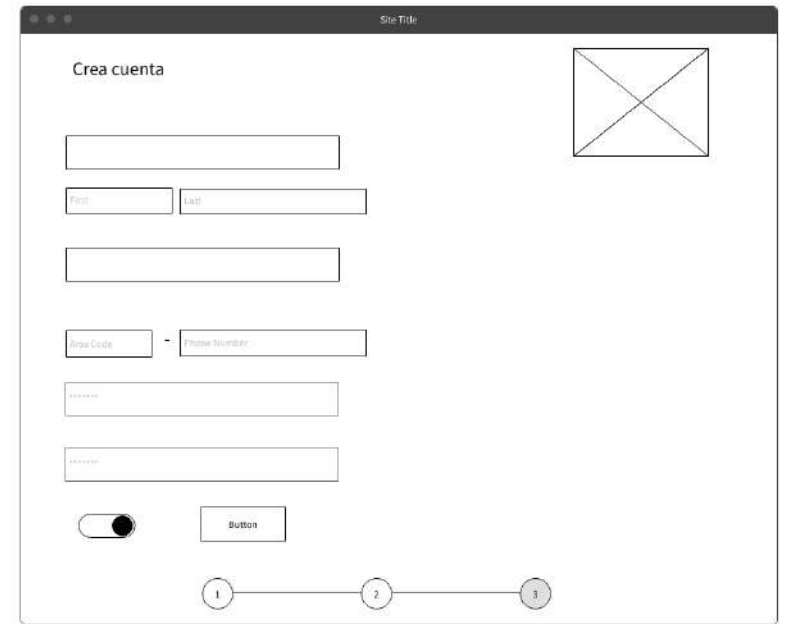 Site Title
Crea cuenta
First
Last
Area Code
-
Phone Number
*******
*******
Button
1
2
3